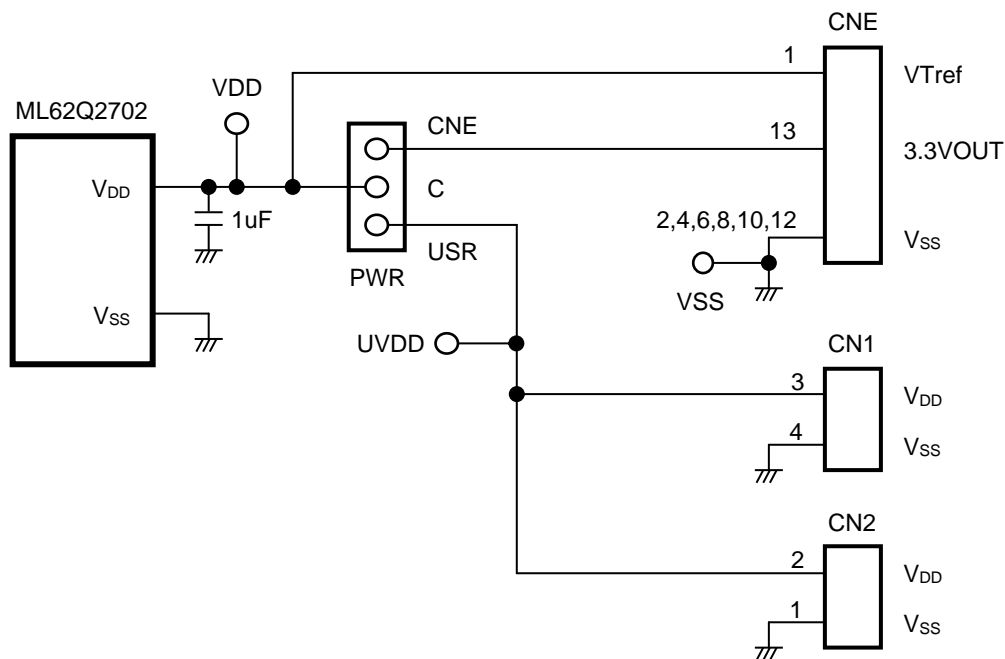 CNE
1
VTref
VDD
ML62Q2702
CNE
13
3.3VOUT
VDD
C
1uF
2,4,6,8,10,12
VSS
USR
PWR
VSS
VSS
UVDD
CN1
3
VDD
4
VSS
CN2
2
VDD
1
VSS